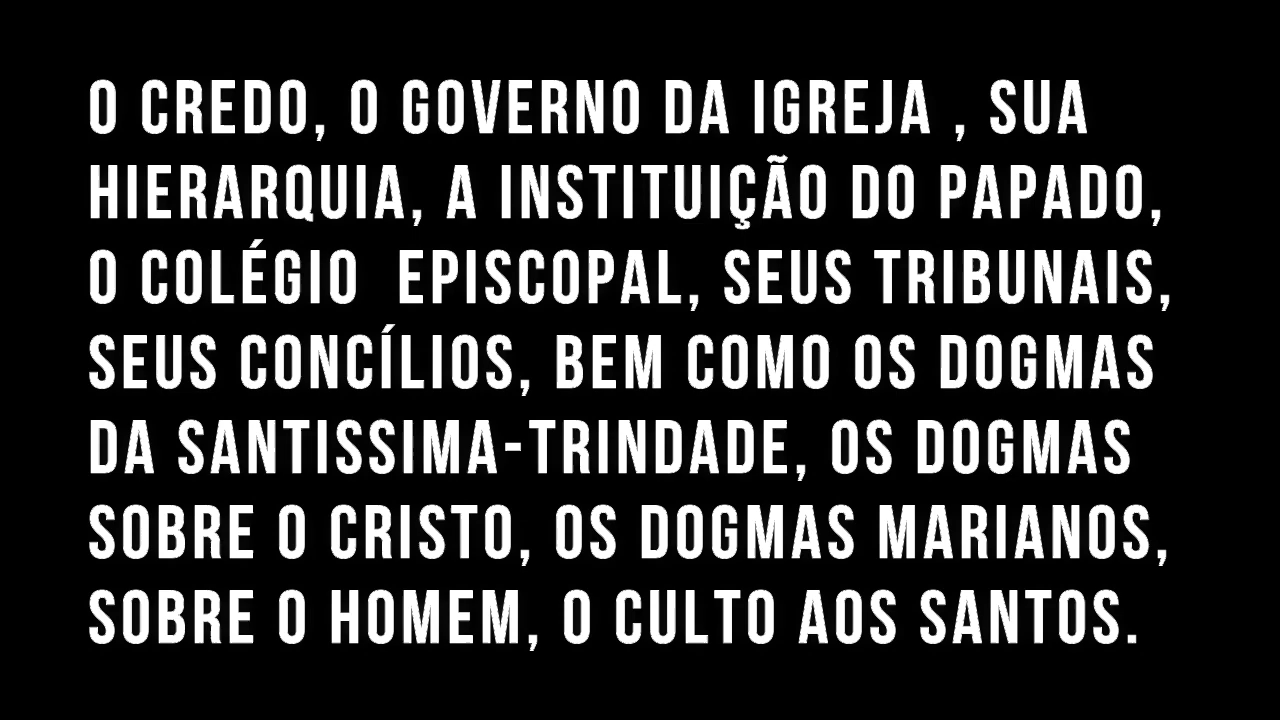 O CREDO, O GOVERNO DA IGREJA , SUA
HIERARQUIA, A INSTITUIÇÃO DO PAPADO,
O COLÉGIO  EPISCOPAL, SEUS TRIBUNAIS,
SEUS CONCÍLIOS, BEM COMO OS DOGMAS
DA SANTISSIMA-TRINDADE, OS DOGMAS
SOBRE O CRISTO, OS DOGMAS MARIANOS,
SOBRE O HOMEM, O CULTO AOS SANTOS.